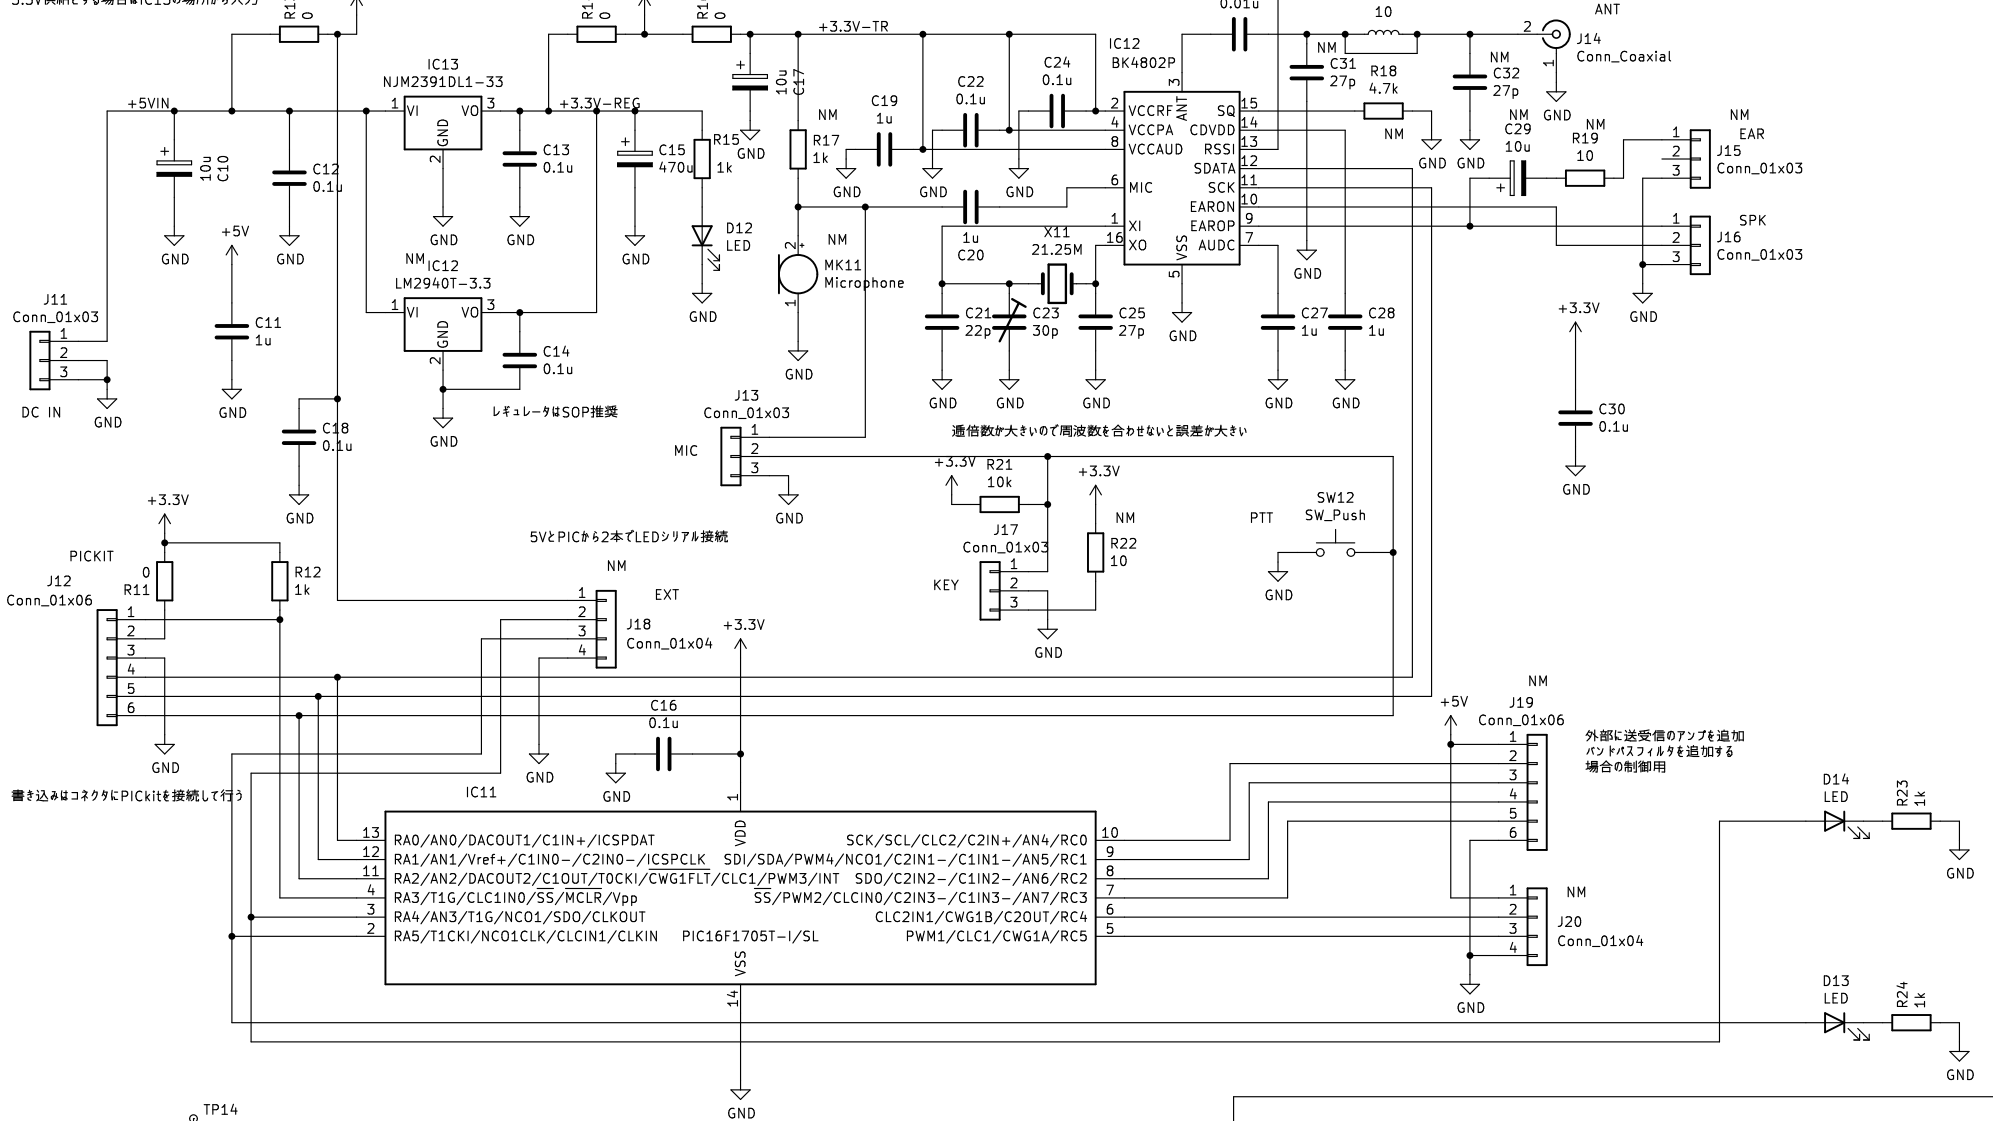 3.3V供給とする場合はIC13の場所から入力
0
0
0
0.01u
+3.3V-TR
10
ANT
2
J14
Conn_Coaxial
1
GND
IC13
NJM2391DL1-33
+5VIN
1 VI VO 3
GND
2
+3.3V-REG
10u
C10
GND
C12
0.1u
GND
GND
C13
0.1u
GND
C15
470u
GND
R15
1k
D12
LED
GND
10u
C17
GND
NM
R17
1k
NM
MK11
Microphone
2
1
GND
C19
1u
GND
C22
0.1u
GND
C24
0.1u
GND
1u
C20
IC12
BK4802P
3
ANT
2 VCCRF
4 VCCPA
8 VCCAUD
6 MIC
1 XI
16 XO
SQ 15
CDVDD 14
RSSI 13
SDATA 12
SCK 11
EARON 10
EAROP 9
AUDC 7
VSS
5
GND
X11
21.25M
C21
22p
GND
C23
30p
GND
C25
27p
GND
C27
1u
GND
C28
1u
GND
NM
C31
27p
GND
R18
4.7k
NM
GND
NM
C32
27p
GND
NM
C29
10u
NM
R19
10
NM
EAR
1
2
3
J15
Conn_01x03
SPK
1
2
3
J16
Conn_01x03
GND
+3.3V
C30
0.1u
GND
+5V
C11
1u
GND
J11
Conn_01x03
1
2
3
DC IN
GND
NM
IC12
LM2940T-3.3
1 VI VO 3
GND
2
C14
0.1u
GND
レギュレータはSOP推奨
C18
0.1u
GND
J13
Conn_01x03
MIC
1
2
3
GND
逓倍数が大きいので周波数を合わせないと誤差が大きい
+3.3V
R21
10k
+3.3V
NM
R22
10
J17
Conn_01x03
KEY
1
2
3
GND
PTT
SW12
SW_Push
GND
+3.3V
PICKIT
0
R11
R12
1k
J12
Conn_01x06
1
2
3
4
5
6
GND
書き込みはコネクタにPICkitを接続して行う
5VとPICから2本でLEDシリアル接続
NM
EXT
1
2
3
4
J18
Conn_01x04
GND
+3.3V
C16
0.1u
GND
IC11
1
VDD
13 RA0/AN0/DACOUT1/C1IN+/ICSPDAT
12 RA1/AN1/Vref+/C1IN0-/C2IN0-/ICSPCLK
11 RA2/AN2/DACOUT2/C1OUT/T0CKI/CWG1FLT/CLC1/PWM3/INT
4 RA3/T1G/CLC1IN0/SS/MCLR/Vpp
3 RA4/AN3/T1G/NCO1/SDO/CLKOUT
2 RA5/T1CKI/NCO1CLK/CLCIN1/CLKIN
SCK/SCL/CLC2/C2IN+/AN4/RC0 10
SDI/SDA/PWM4/NCO1/C2IN1-/C1IN1-/AN5/RC1 9
SDO/C2IN2-/C1IN2-/AN6/RC2 8
SS/PWM2/CLCIN0/C2IN3-/C1IN3-/AN7/RC3 7
CLC2IN1/CWG1B/C2OUT/RC4 6
PWM1/CLC1/CWG1A/RC5 5
PIC16F1705T-I/SL
VSS
14
GND
NM
+5V
J19
Conn_01x06
1
2
3
4
5
6
外部に送受信のアンプを追加
バンドパスフィルタを追加する
場合の制御用
NM
1
2
3
4
J20
Conn_01x04
GND
D14
LED
R23
1k
GND
D13
LED
R24
1k
GND
TP14